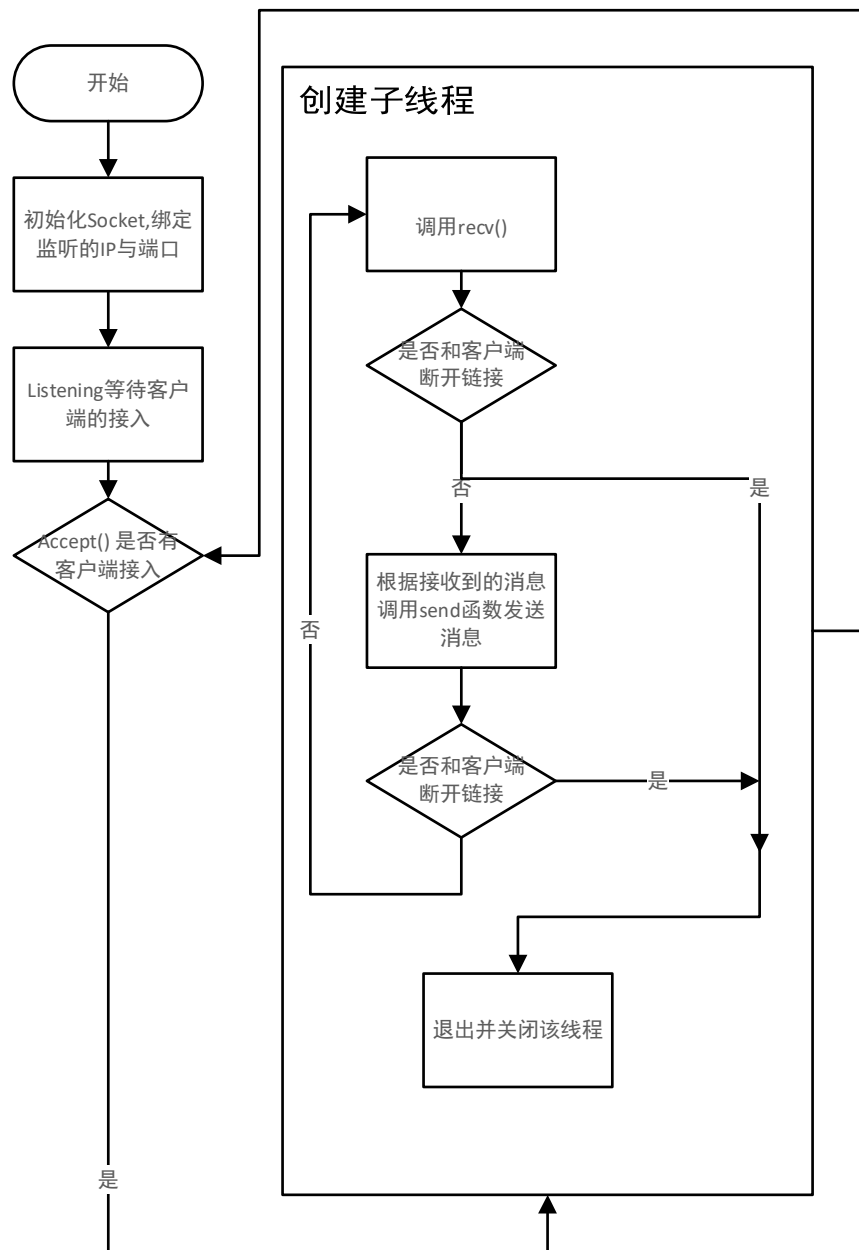 开始
初始化Socket,绑定
监听的IP与端口
Listening等待客户
端的接入
Accept() 是否有
客户端接入
是
创建子线程
调用recv()
是否和客户端
断开链接
否
是
根据接收到的消息
调用send函数发送
消息
是否和客户端
断开链接
是
否
退出并关闭该线程